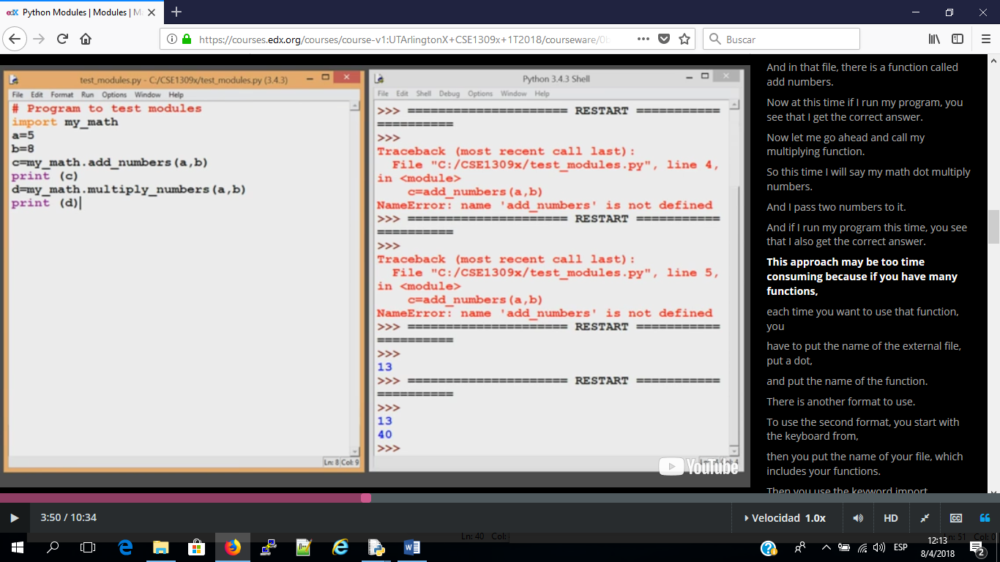 edX Python Modules | Modules | Ma
https://courses.edx.org/courses/course-v1:UTArlingtonX+CSE1309x+1T2018/courseware/0b
Buscar
test_modules.py - C:/CSE1309x/test_modules.py (3.4.3)
File Edit Format Run Options Window Help
# Program to test modules
import my_math
a=5
b=8
c=my_math.add_numbers(a,b)
print (c)
d=my_math.multiply_numbers(a,b)
print (d)
Ln: 8 Col: 9
Python 3.4.3 Shell
File Edit Shell Debug Options Window Help
>>> ===================== RESTART ===========
==========
>>>
Traceback (most recent call last):
  File "C:/CSE1309x/test_modules.py", line 4,
in <module>
    c=add_numbers(a,b)
NameError: name 'add_numbers' is not defined
>>> ===================== RESTART ===========
==========
>>>
Traceback (most recent call last):
  File "C:/CSE1309x/test_modules.py", line 5,
in <module>
    c=add_numbers(a,b)
NameError: name 'add_numbers' is not defined
>>> ===================== RESTART ===========
==========
>>>
13
>>> ===================== RESTART ===========
==========
>>>
13
40
>>>
YouTube
And in that file, there is a function called
add numbers.
Now at this time if I run my program, you
see that I get the correct answer.
Now let me go ahead and call my
multiplying function.
So this time I will say my math dot multiply
numbers.
And I pass two numbers to it.
And if I run my program this time, you see
that I also get the correct answer.
This approach may be too time
consuming because if you have many
functions,
each time you want to use that function,
you
have to put the name of the external file,
put a dot,
and put the name of the function.
There is another format to use.
To use the second format, you start with
the keyboard from,
then you put the name of your file, which
includes your functions.
Then you use the keyword import
3:50 / 10:34
Velocidad 1.0x
HD
CC
Ln: 40 Col:
Ln: 51 Col: 0
ESP
12:13
8/4/2018
2